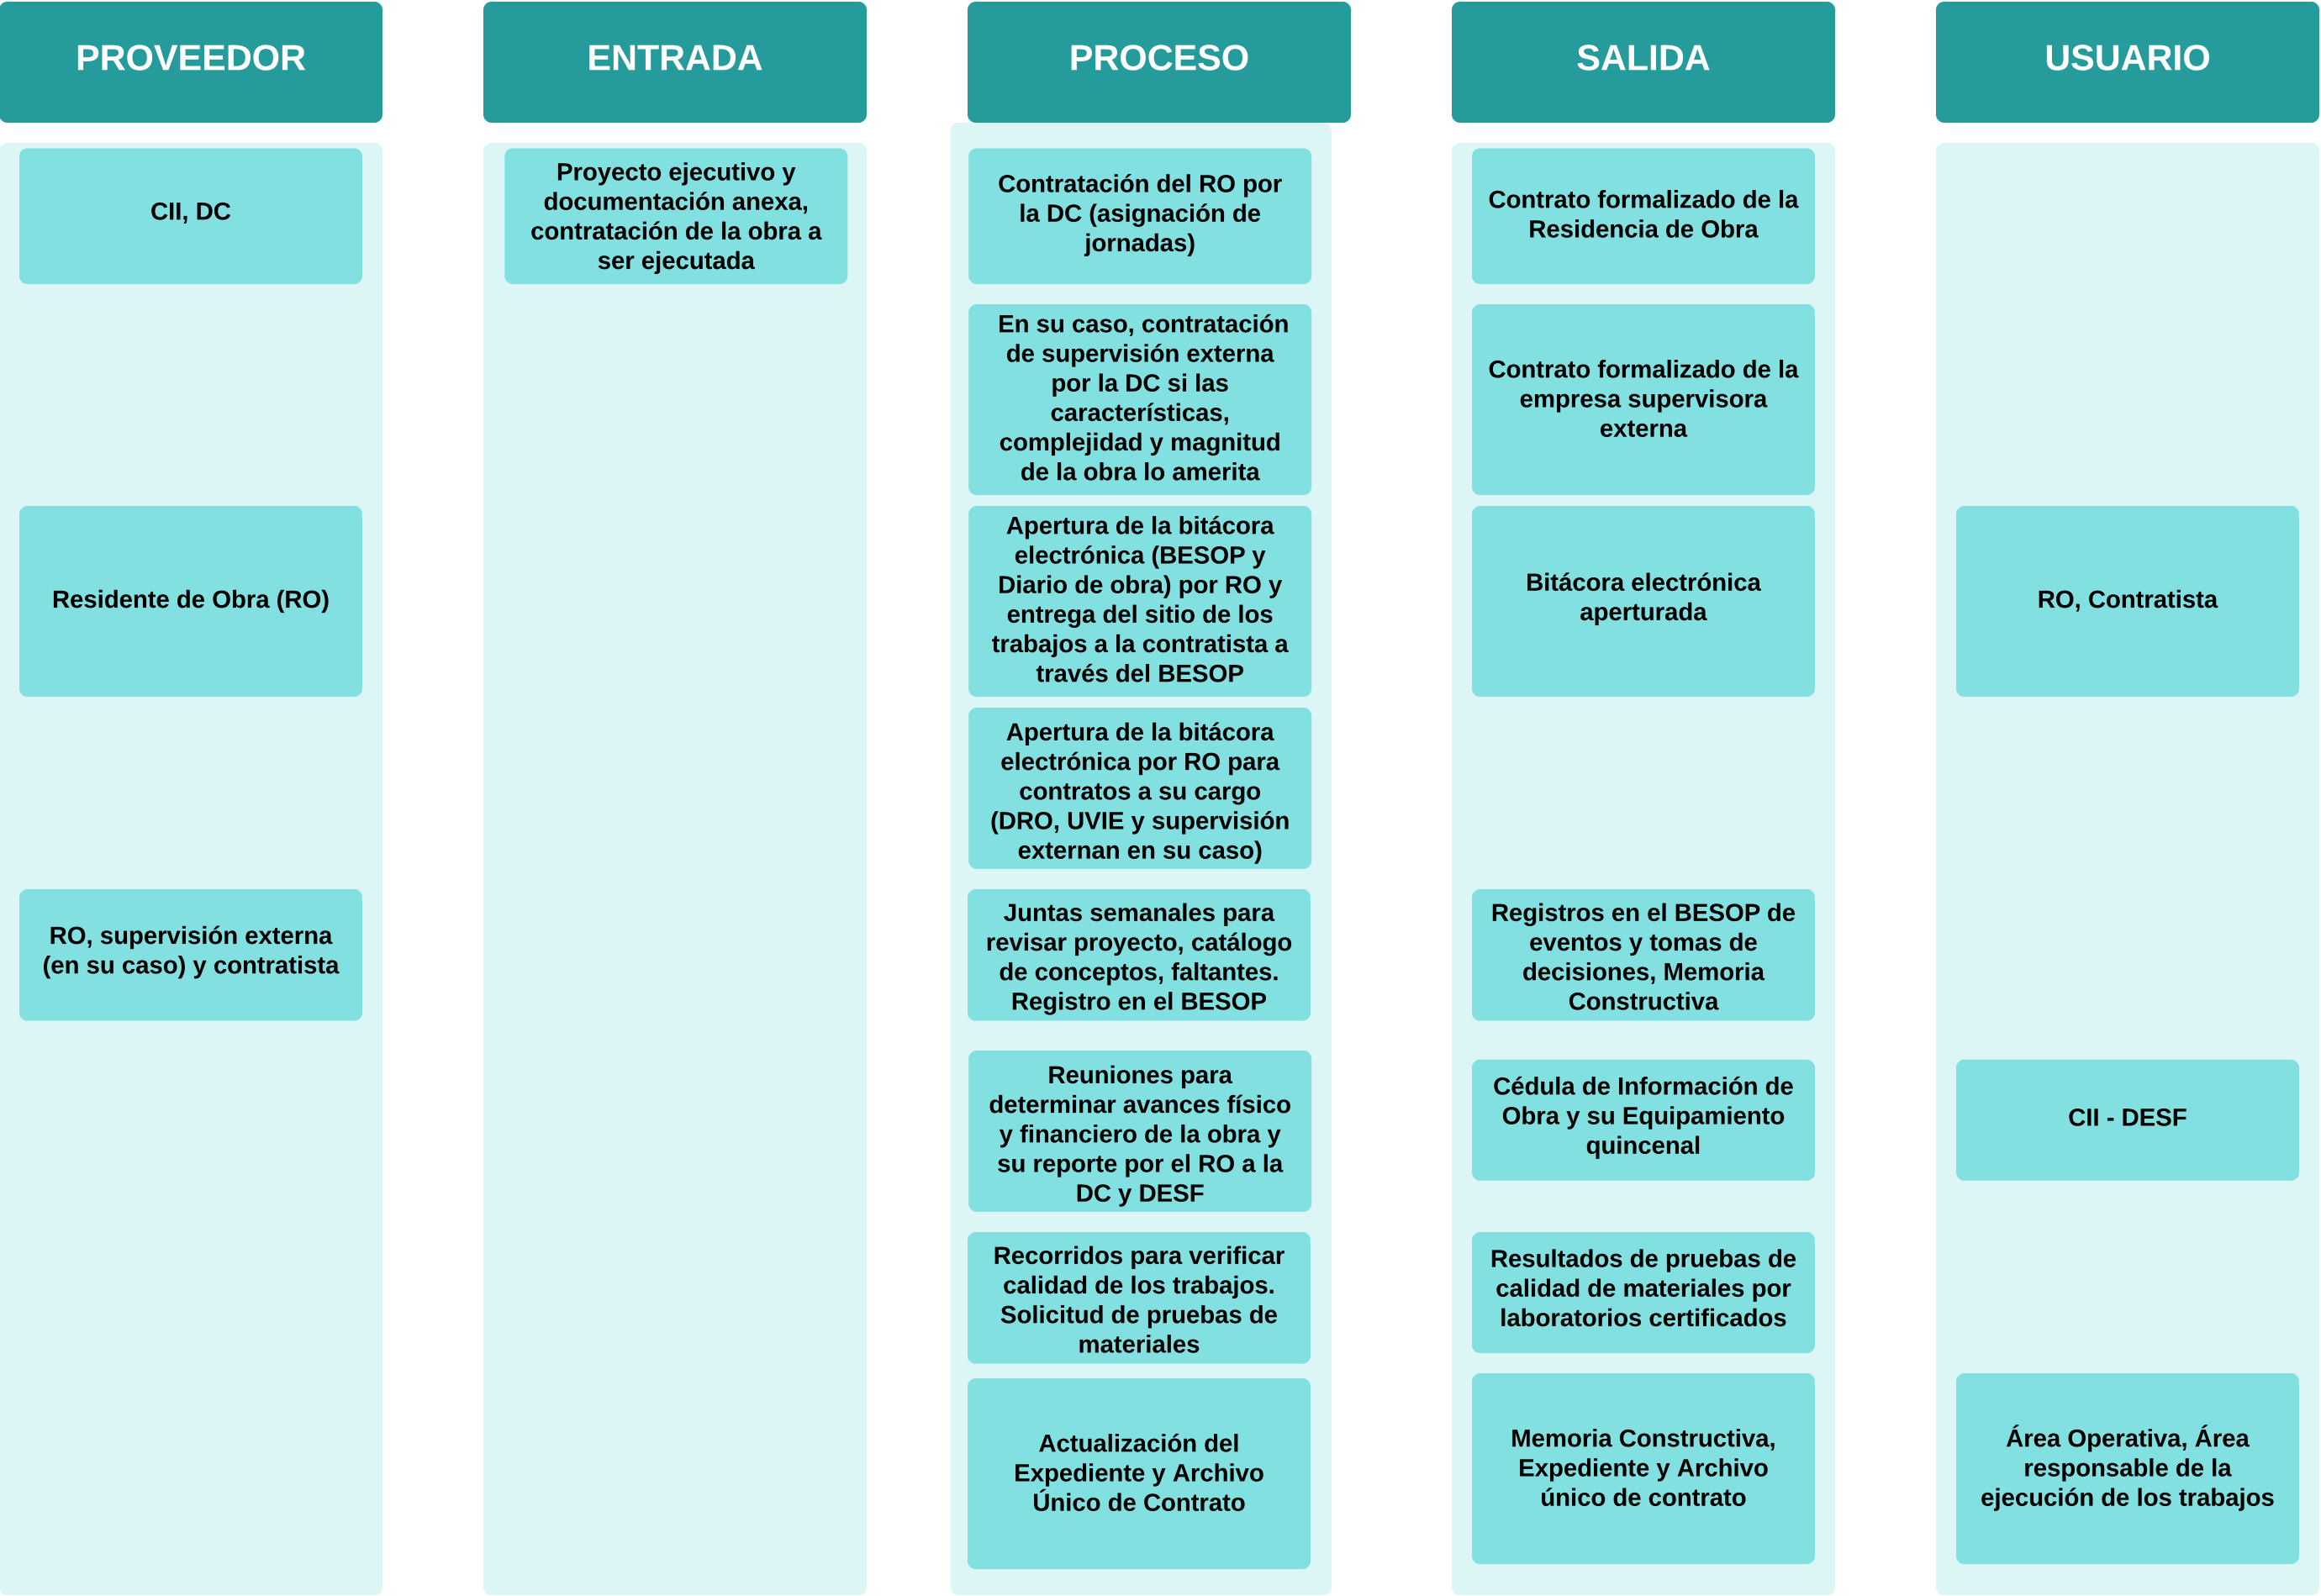 PROVEEDOR
ENTRADA
PROCESO
SALIDA
USUARIO
CII, DC
Proyecto ejecutivo y
documentación anexa,
contratación de la obra a
ser ejecutada
Contratación del RO por
la DC (asignación de
jornadas)
Contrato formalizado de la
Residencia de Obra
En su caso, contratación
de supervisión externa
por la DC si las
características,
complejidad y magnitud
de la obra lo amerita
Contrato formalizado de la
empresa supervisora
externa
Residente de Obra (RO)
Apertura de la bitácora
electrónica (BESOP y
Diario de obra) por RO y
entrega del sitio de los
trabajos a la contratista a
través del BESOP
Bitácora electrónica
aperturada
RO, Contratista
Apertura de la bitácora
electrónica por RO para
contratos a su cargo
(DRO, UVIE y supervisión
externan en su caso)
RO, supervisión externa
(en su caso) y contratista
Juntas semanales para
revisar proyecto, catálogo
de conceptos, faltantes.
Registro en el BESOP
Registros en el BESOP de
eventos y tomas de
decisiones, Memoria
Constructiva
Reuniones para
determinar avances físico
y financiero de la obra y
su reporte por el RO a la
DC y DESF
Cédula de Información de
Obra y su Equipamiento
quincenal
CII - DESF
Recorridos para verificar
calidad de los trabajos.
Solicitud de pruebas de
materiales
Resultados de pruebas de
calidad de materiales por
laboratorios certificados
Actualización del
Expediente y Archivo
Único de Contrato
Memoria Constructiva,
Expediente y Archivo
único de contrato
Área Operativa, Área
responsable de la
ejecución de los trabajos